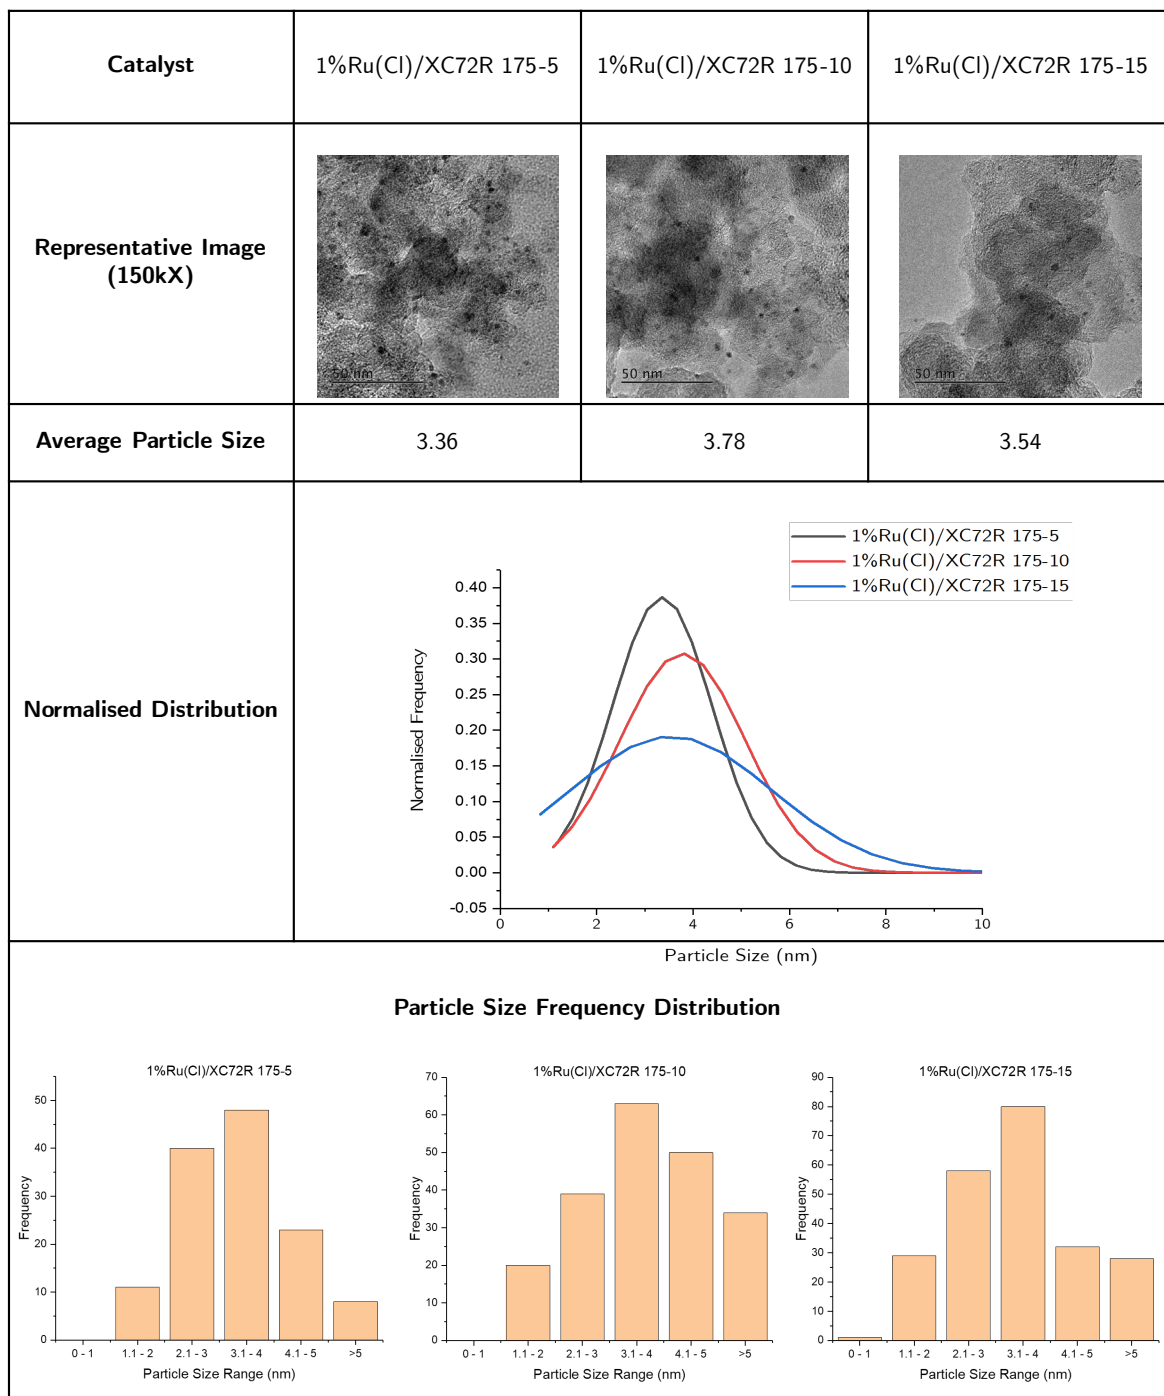 Catalyst
1%Ru(Cl)/XC72R 175-5
1%Ru(Cl)/XC72R 175-10
1%Ru(Cl)/XC72R 175-15
Representative Image
(150kX)
50 nm
50 nm
50 nm
Average Particle Size
3.36
3.78
3.54
Normalised Distribution
1%Ru(Cl)/XC72R 175-5
1%Ru(Cl)/XC72R 175-10
1%Ru(Cl)/XC72R 175-15
Normalised Frequency
0.40
0.35
0.30
0.25
0.20
0.15
0.10
0.05
0.00
-0.05
0 2 4 6 8 10
Particle Size (nm)
Particle Size Frequency Distribution
1%Ru(Cl)/XC72R 175-5
Frequency
50
40
30
20
10
0
0 - 1 1.1 - 2 2.1 - 3 3.1 - 4 4.1 - 5 >5
Particle Size Range (nm)
1%Ru(Cl)/XC72R 175-10
Frequency
70
60
50
40
30
20
10
0
0 - 1 1.1 - 2 2.1 - 3 3.1 - 4 4.1 - 5 >5
Particle Size Range (nm)
1%Ru(Cl)/XC72R 175-15
Frequency
90
80
70
60
50
40
30
20
10
0
0 - 1 1.1 - 2 2.1 - 3 3.1 - 4 4.1 - 5 >5
Particle Size Range (nm)